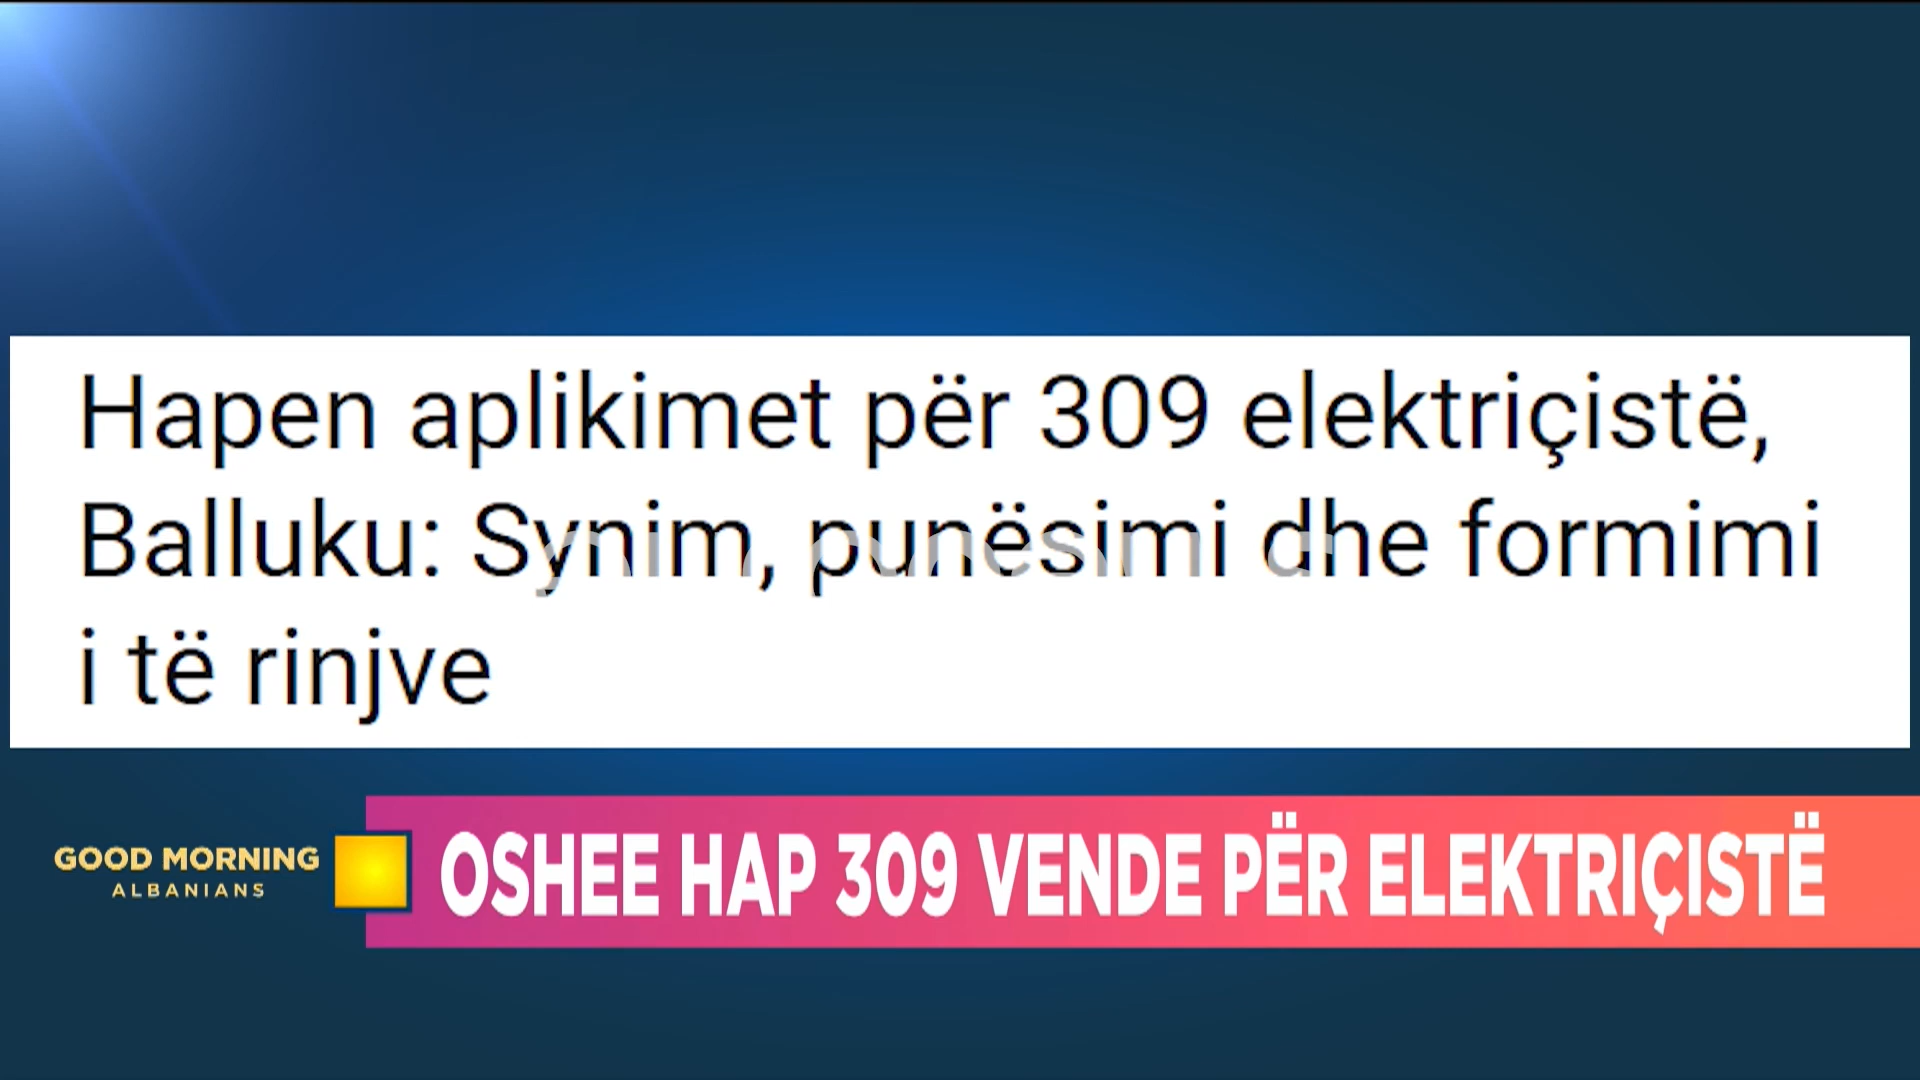 Hapen aplikimet për 309 elektriçistë,
Balluku: Synim, punësimi dhe formimi
i të rinjve
GOOD MORNING
ALBANIANS
OSHEE HAP 309 VENDE PËR ELEKTRIÇISTË